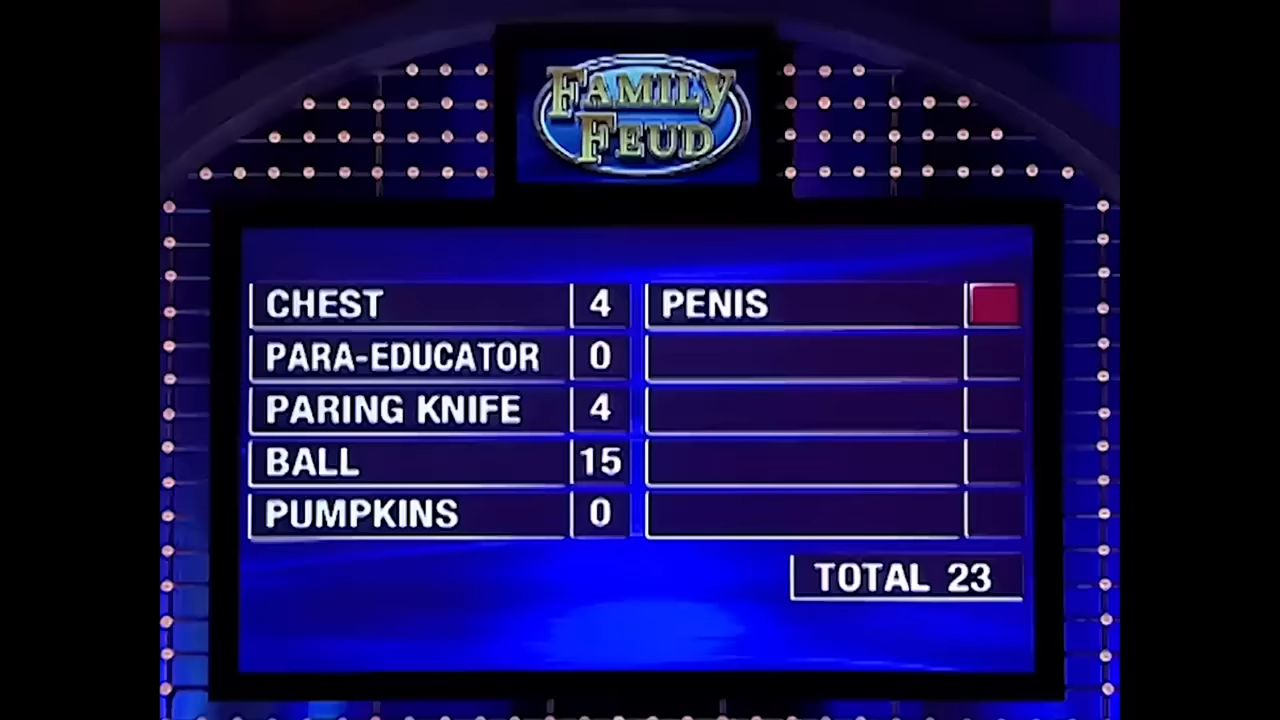 FAMILY
FEUD
CHEST 4 PENIS
PARA-EDUCATOR 0
PARING KNIFE 4
BALL 15
PUMPKINS 0
TOTAL 23